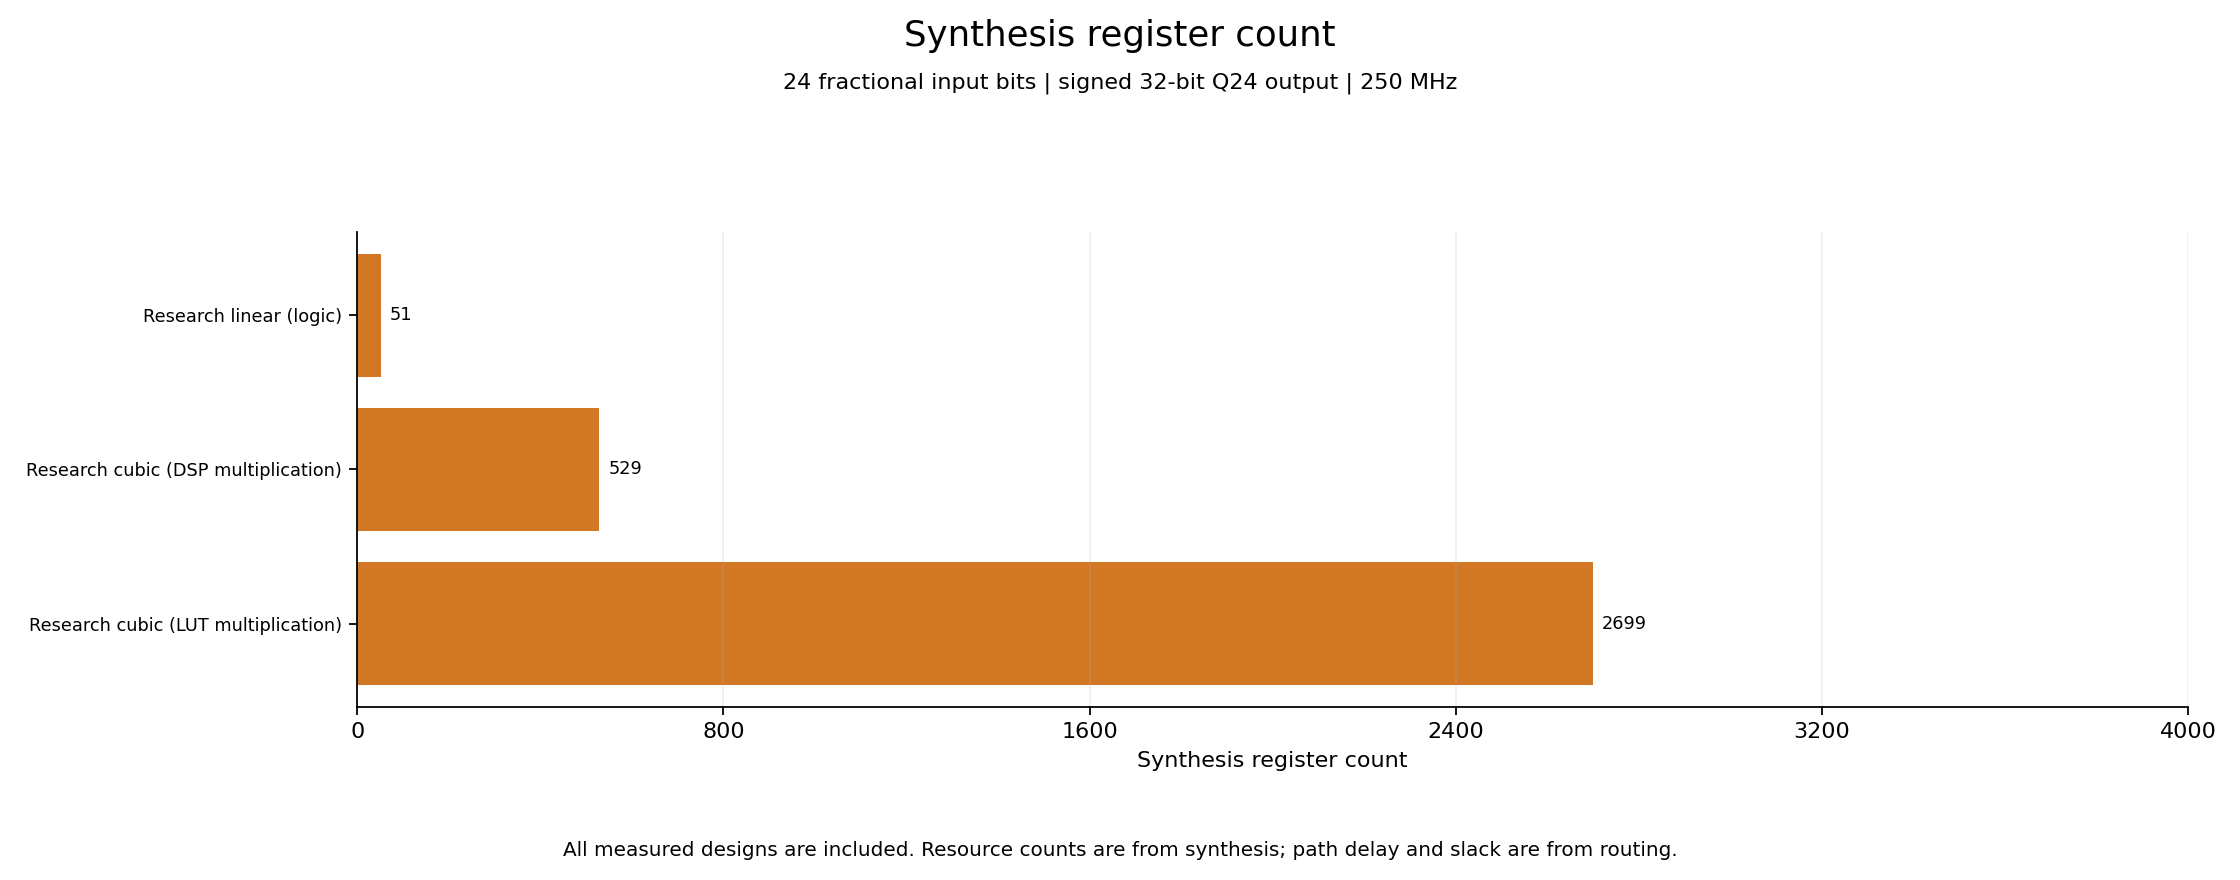 Synthesis register count
24 fractional input bits | signed 32-bit Q24 output | 250 MHz
Research linear (logic)
51
Research cubic (DSP multiplication)
529
Research cubic (LUT multiplication)
2699
0 800 1600 2400 3200 4000
Synthesis register count
All measured designs are included. Resource counts are from synthesis; path delay and slack are from routing.